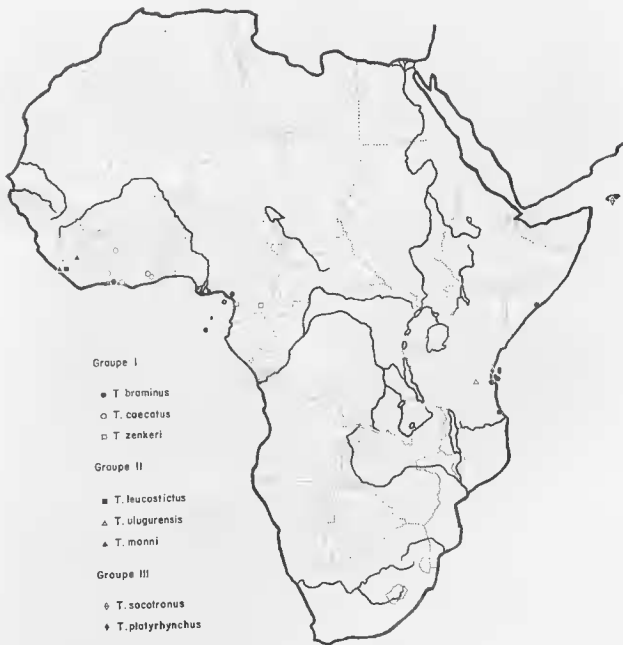 Groupe I
T. braminus
T. caecatus
T. zenkeri
Groupe II
T. leucostictus
T. ulugurensis
T. manni
Groupe III
T. socotranus
T. platyrhynchus